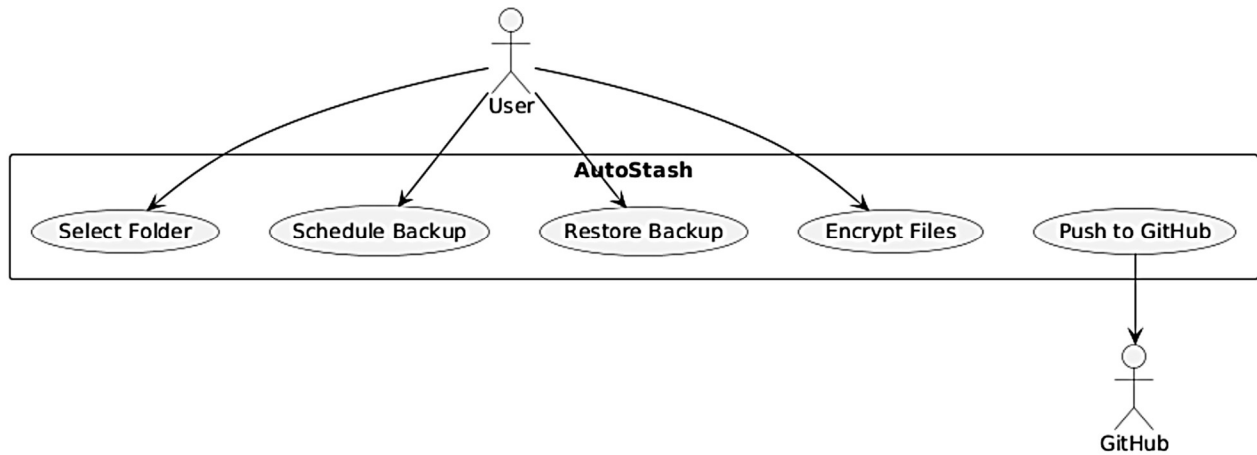 User
AutoStash
Select Folder
Schedule Backup
Restore Backup
Encrypt Files
Push to GitHub
GitHub